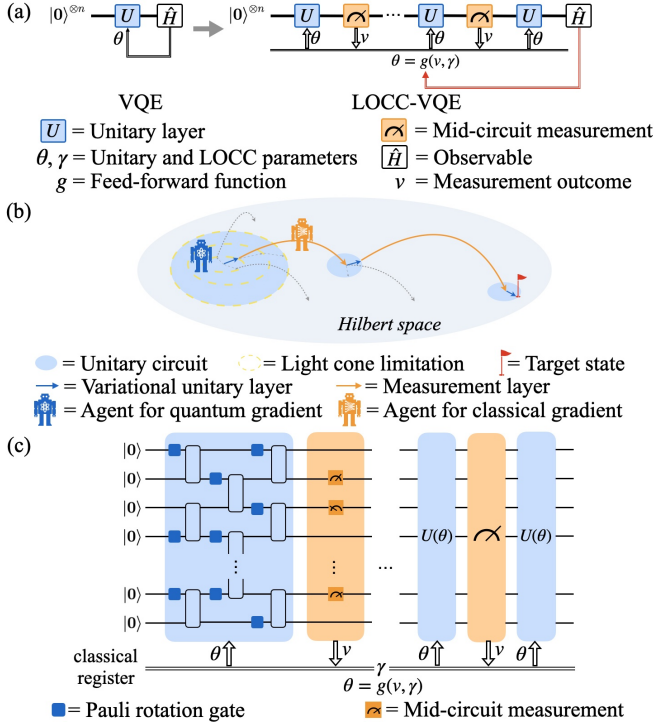 (a)
|0⟩⊗n U Ĥ |0⟩⊗n U ... U U Ĥ
θ θ v θ v θ
θ = g(v,γ)
VQE LOCC-VQE
U = Unitary layer = Mid-circuit measurement
θ, γ = Unitary and LOCC parameters Ĥ = Observable
g = Feed-forward function v = Measurement outcome
(b)
Hilbert space
= Unitary circuit = Light cone limitation = Target state
= Variational unitary layer = Measurement layer
= Agent for quantum gradient = Agent for classical gradient
(c)
|0⟩
|0⟩
|0⟩
|0⟩ U(θ) U(θ)
⋮ ⋮ ...
|0⟩
|0⟩
θ v θ v θ
classical
register
γ
θ = g(v,γ)
= Pauli rotation gate = Mid-circuit measurement